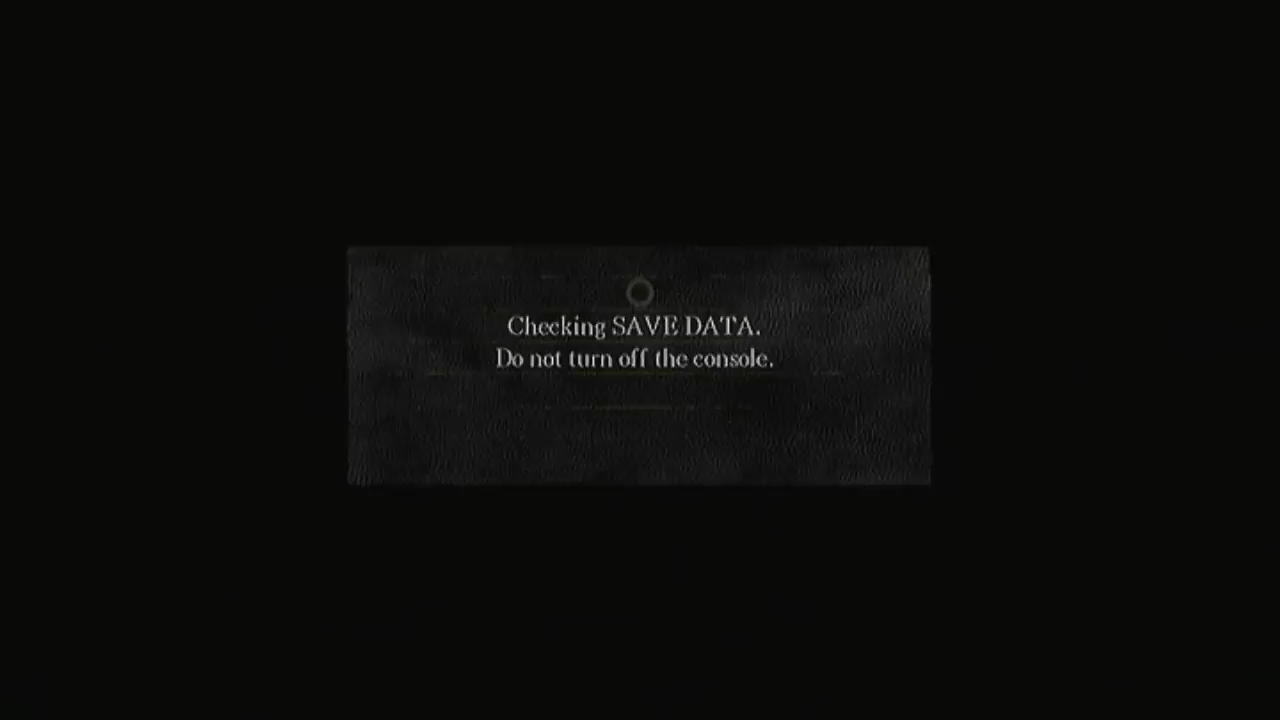 Checking SAVE DATA.
Do not turn off the console.